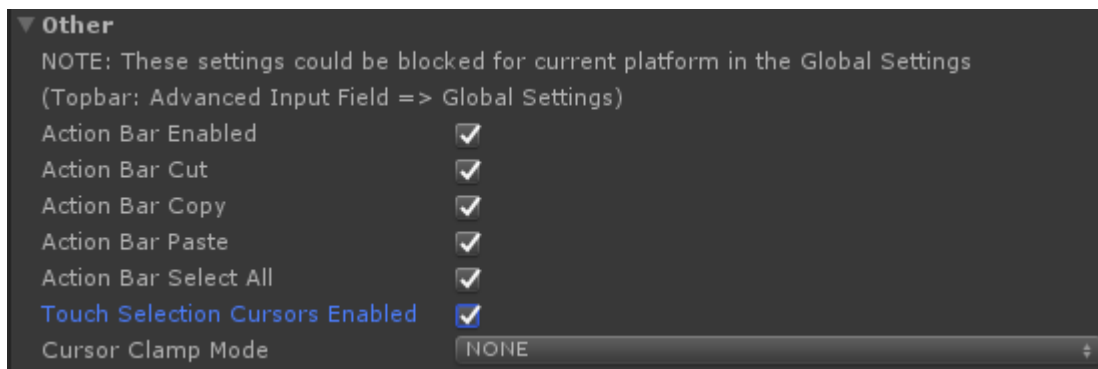 Other
NOTE: These settings could be blocked for current platform in the Global Settings
(Topbar: Advanced Input Field => Global Settings)
Action Bar Enabled
Action Bar Cut
Action Bar Copy
Action Bar Paste
Action Bar Select All
Touch Selection Cursors Enabled
Cursor Clamp Mode NONE